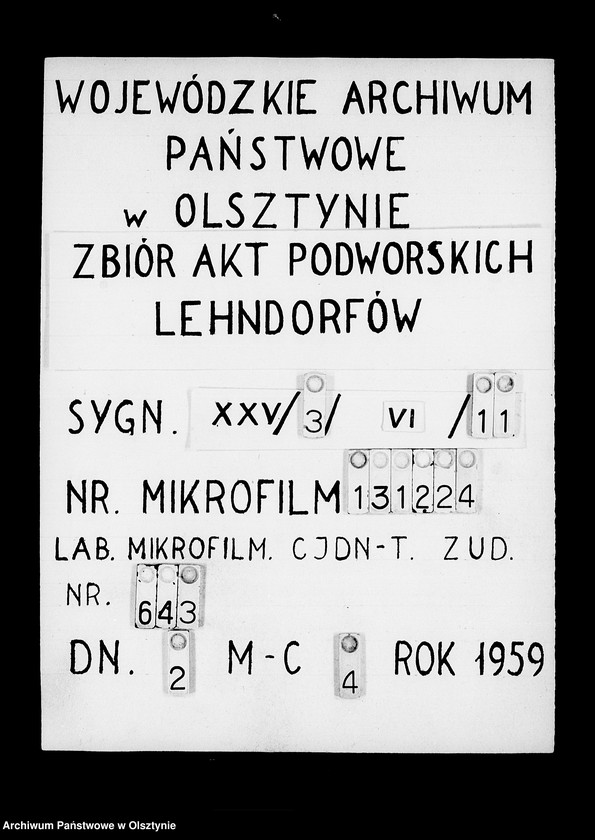 WOJEWÓDZKIE ARCHIWUM
PAŃSTWOWE
w OLSZTYNIE
ZBIÓR AKT PODWORSKICH
LEHNDORFÓW
SYGN. XXV/3/ VI /11
NR. MIKROFILM 131224
LAB. MIKROFILM. CJDN-T. ZUD.
NR. 643
DN. 2 M-C 4 ROK 1959
Archiwum Państwowe w Olsztynie